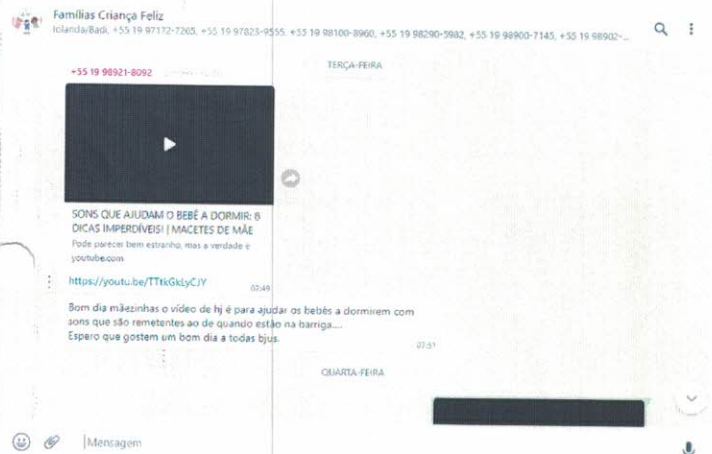 Famílias Criança Feliz
Iolanda/Badi, +55 19 97172-7265, +55 19 97823-9555, +55 19 98100-8960, +55 19 98290-5982, +55 19 98900-7145, +55 19 98902-...
TERÇA-FEIRA
+55 19 98921-8092
SONS QUE AJUDAM O BEBÊ A DORMIR: 8
DICAS IMPERDÍVEIS! | MACETES DE MÃE
Pode parecer bem estranho, mas a verdade é
youtube.com
https://youtu.be/TTtkGkLyCJY
07:49
Bom dia mãezinhas o vídeo de hj é para ajudar os bebês a dormirem com
sons que são remetentes ao de quando estão na barriga....
Espero que gostem um bom dia a todas bjus.
07:51
QUARTA-FEIRA
Mensagem